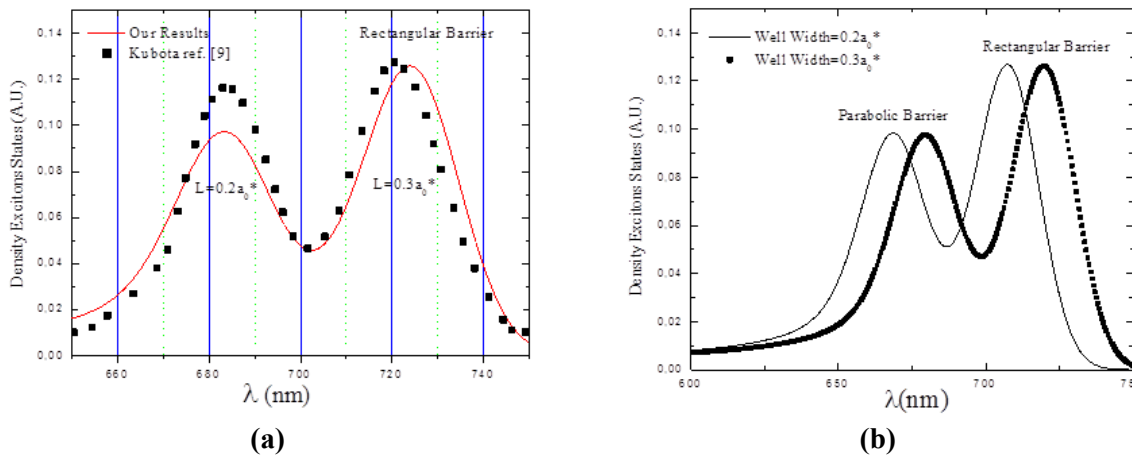 Our Results
Kubota ref. [9]
Rectangular Barrier
L=0.2a₀*
L=0.3a₀*
Density Excitons States (A.U.)
0.14
0.12
0.10
0.08
0.06
0.04
0.02
0.00
660
680
700
720
740
λ (nm)
(a)
Well Width=0.2a₀*
Well Width=0.3a₀*
Rectangular Barrier
Parabolic Barrier
Density Excitons States (A.U.)
0.14
0.12
0.10
0.08
0.06
0.04
0.02
0.00
600
650
700
750
λ(nm)
(b)